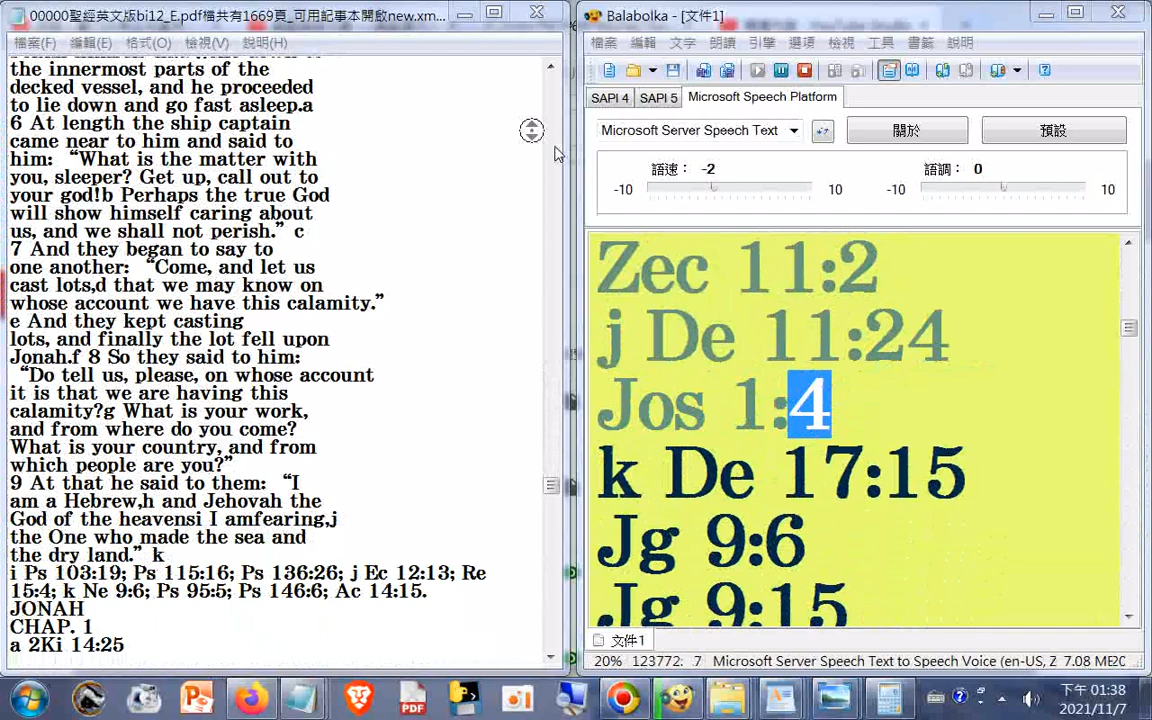 00000聖經英文版bi12_E.pdf檔共有1669頁_可用記事本開啟new.xm...
檔案(F) 編輯(E) 格式(O) 檢視(V) 說明(H)
the innermost parts of the
decked vessel, and he proceeded
to lie down and go fast asleep.a
6 At length the ship captain
came near to him and said to
him: “What is the matter with
you, sleeper? Get up, call out to
your god!b Perhaps the true God
will show himself caring about
us, and we shall not perish.” c
7 And they began to say to
one another: “Come, and let us
cast lots,d that we may know on
whose account we have this calamity.”
e And they kept casting
lots, and finally the lot fell upon
Jonah.f 8 So they said to him:
“Do tell us, please, on whose account
it is that we are having this
calamity?g What is your work,
and from where do you come?
What is your country, and from
which people are you?”
9 At that he said to them: “I
am a Hebrew,h and Jehovah the
God of the heavensi I amfearing,j
the One who made the sea and
the dry land.” k
i Ps 103:19; Ps 115:16; Ps 136:26; j Ec 12:13; Re
15:4; k Ne 9:6; Ps 95:5; Ps 146:6; Ac 14:15.
JONAH
CHAP. 1
a 2Ki 14:25
Balabolka - [文件1]
檔案 編輯 文字 朗讀 引擎 選項 檢視 工具 書籤 說明
SAPI 4 SAPI 5 Microsoft Speech Platform
Microsoft Server Speech Text 關於 預設
語速: -2 語調: 0
-10 10 -10 10
Zec 11:2
j De 11:24
Jos 1:4
k De 17:15
Jg 9:6
Jg 9:15
文件1
20% 123772: 7 Microsoft Server Speech Text to Speech Voice (en-US, Z 7.08 ME
PDF
下午 01:38
2021/11/7